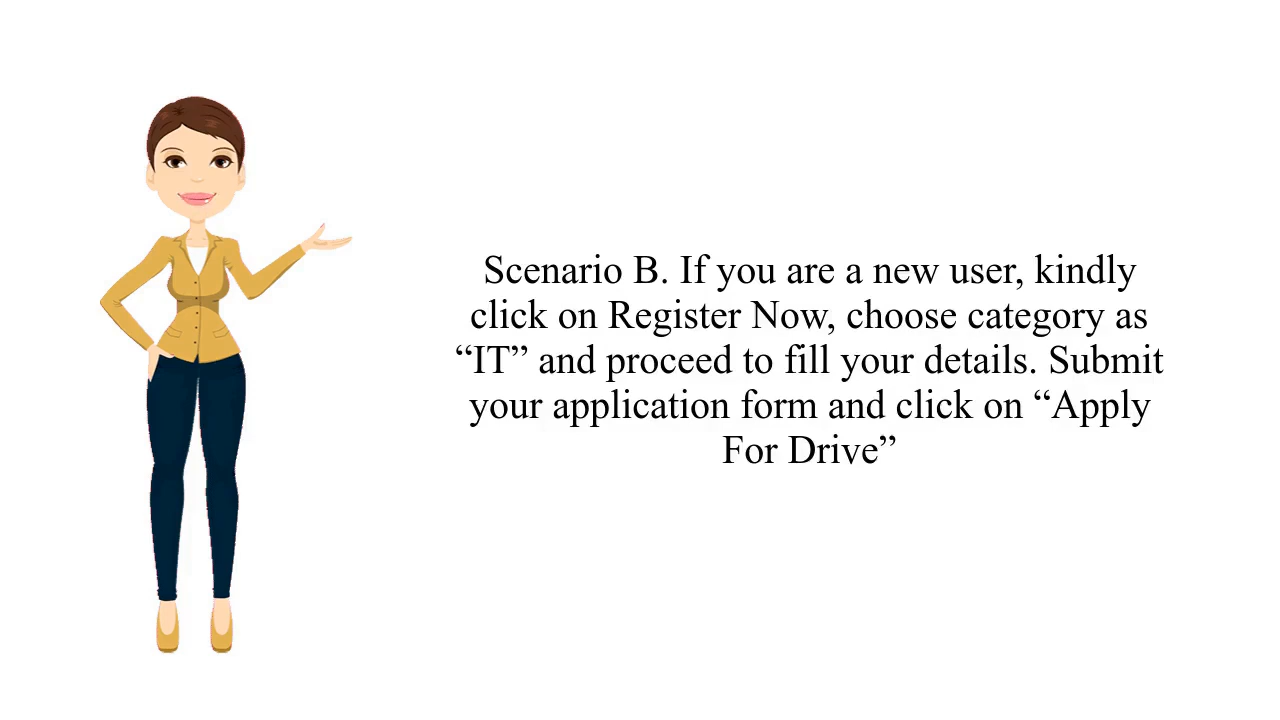 Scenario B. If you are a new user, kindly
click on Register Now, choose category as
“IT” and proceed to fill your details. Submit
your application form and click on “Apply
For Drive”